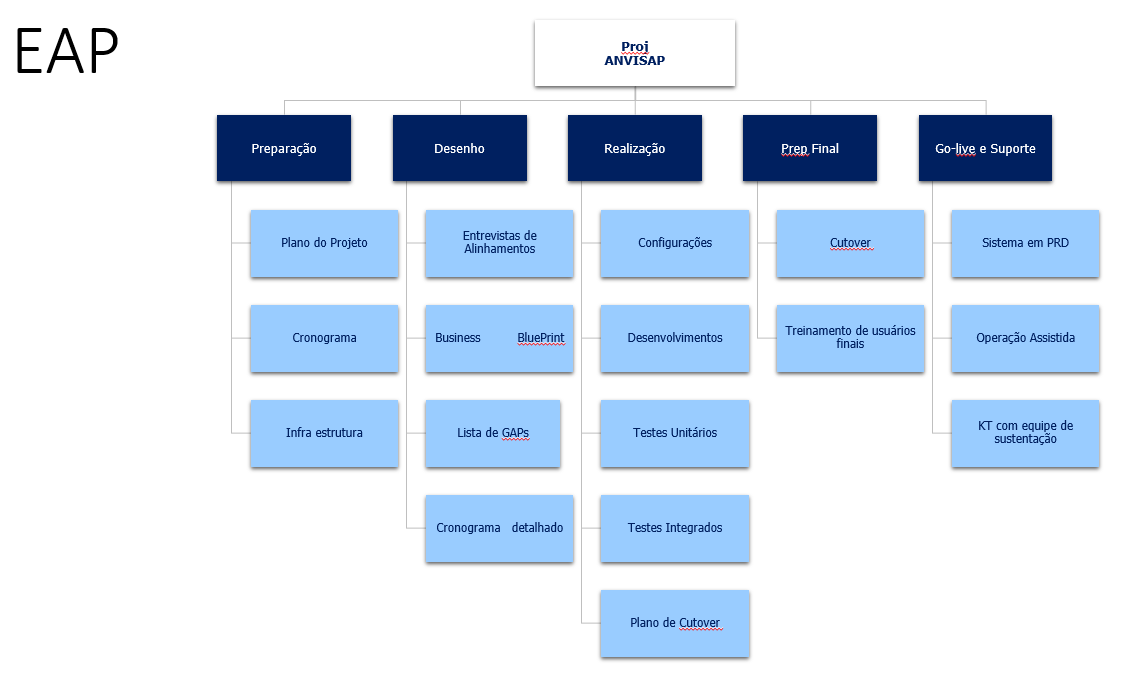 EAP
Proj
ANVISAP
Preparação
Desenho
Realização
Prep Final
Go-live e Suporte
Plano do Projeto
Entrevistas de
Alinhamentos
Configurações
Cutover
Sistema em PRD
Cronograma
Business BluePrint
Desenvolvimentos
Treinamento de usuários
finais
Operação Assistida
Infra estrutura
Lista de GAPs
Testes Unitários
KT com equipe de
sustentação
Cronograma detalhado
Testes Integrados
Plano de Cutover